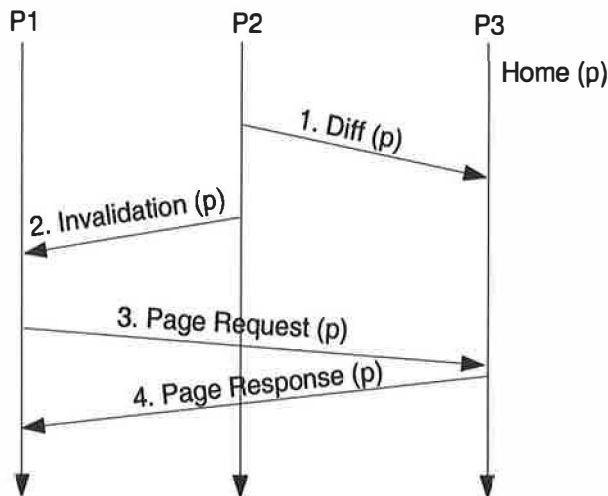 P1
P2
P3
Home (p)
1. Diff (p)
2. Invalidation (p)
3. Page Request (p)
4. Page Response (p)